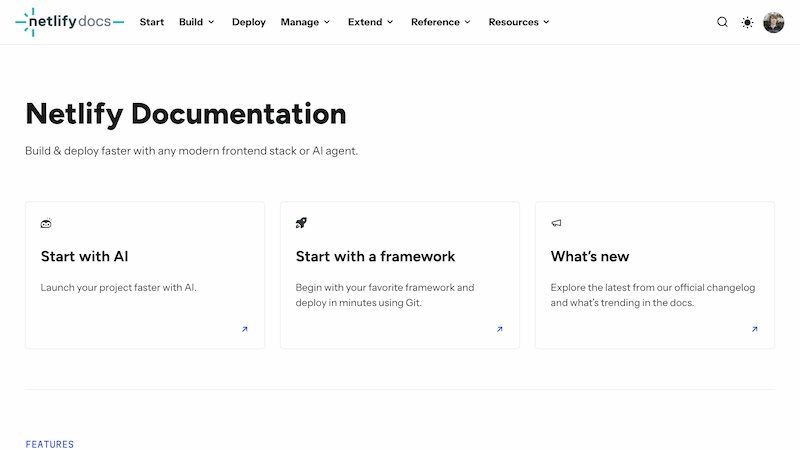 netlify docs
Start Build Deploy Manage Extend Reference Resources
Netlify Documentation
Build & deploy faster with any modern frontend stack or AI agent.
Start with AI
Launch your project faster with AI.
Start with a framework
Begin with your favorite framework and
deploy in minutes using Git.
What's new
Explore the latest from our official changelog
and what's trending in the docs.
FEATURES